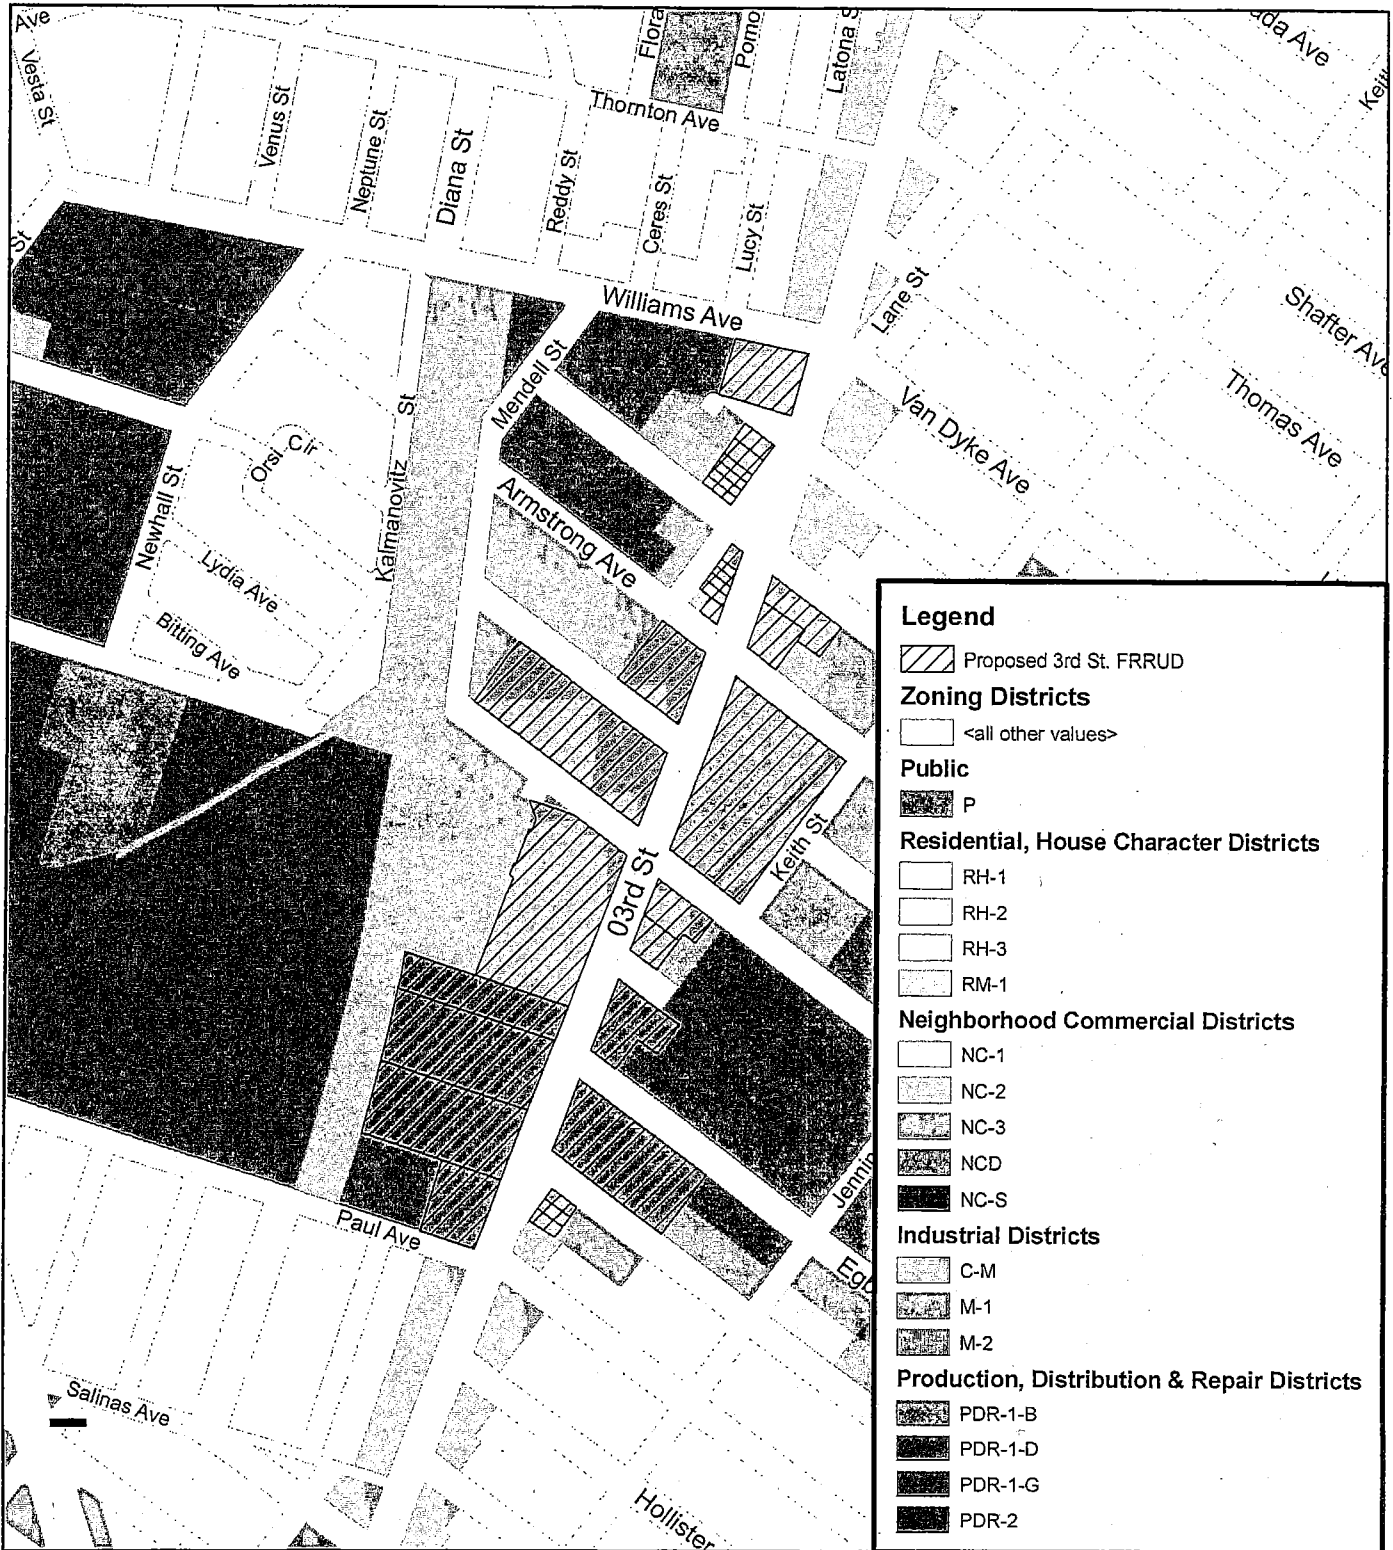 Ave
Vesta St
Venus St
Neptune St
Diana St
Reddy St
Ceres St
Lucy St
Flora
Pomo
Latona S
Thornton Ave
ada Ave
Keit
St
Williams Ave
Lane St
Shafter Ave
Mendell St
Van Dyke Ave
Thomas Ave
Orsi Cir
Kalmanovitz St
Newhall St
Armstrong Ave
Lydia Ave
Bitting Ave
Keith St
03rd St
Jennin
Paul Ave
Egb
Salinas Ave
Hollister
Legend
Proposed 3rd St. FRRUD
Zoning Districts
<all other values>
Public
P
Residential, House Character Districts
RH-1
RH-2
RH-3
RM-1
Neighborhood Commercial Districts
NC-1
NC-2
NC-3
NCD
NC-S
Industrial Districts
C-M
M-1
M-2
Production, Distribution & Repair Districts
PDR-1-B
PDR-1-D
PDR-1-G
PDR-2